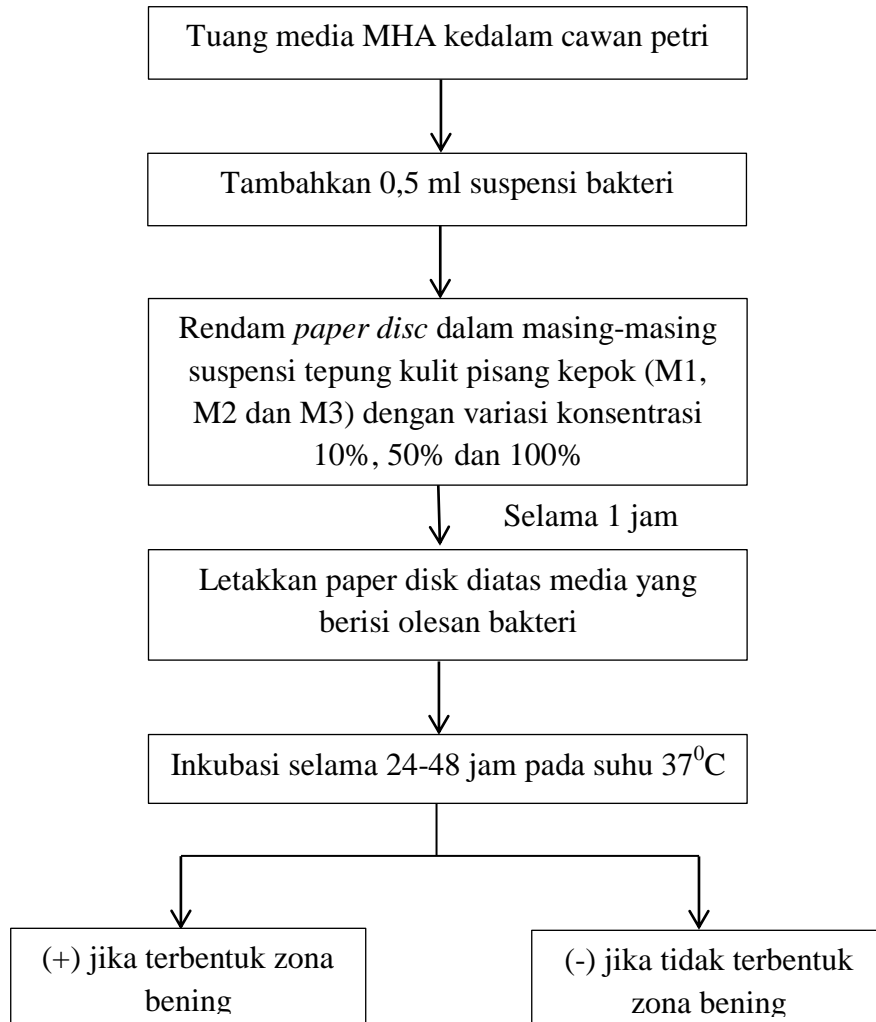 Tuang media MHA kedalam cawan petri
Tambahkan 0,5 ml suspensi bakteri
Rendam paper disc dalam masing-masing
suspensi tepung kulit pisang kepok (M1,
M2 dan M3) dengan variasi konsentrasi
10%, 50% dan 100%
Selama 1 jam
Letakkan paper disk diatas media yang
berisi olesan bakteri
Inkubasi selama 24-48 jam pada suhu 37⁰C
(+) jika terbentuk zona
bening
(-) jika tidak terbentuk
zona bening